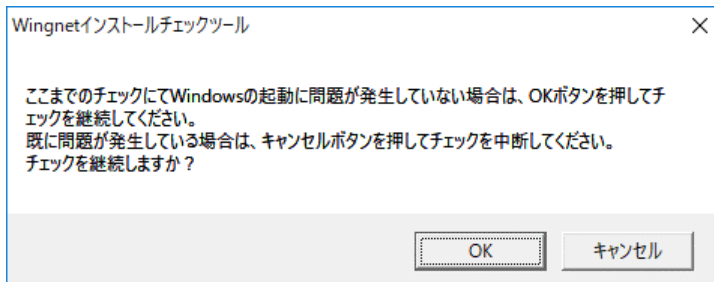 Wingnetインストールチェックツール
ここまでのチェックにてWindowsの起動に問題が発生していない場合は、OKボタンを押してチ
ェックを継続してください。
既に問題が発生している場合は、キャンセルボタンを押してチェックを中断してください。
チェックを継続しますか？
OK
キャンセル